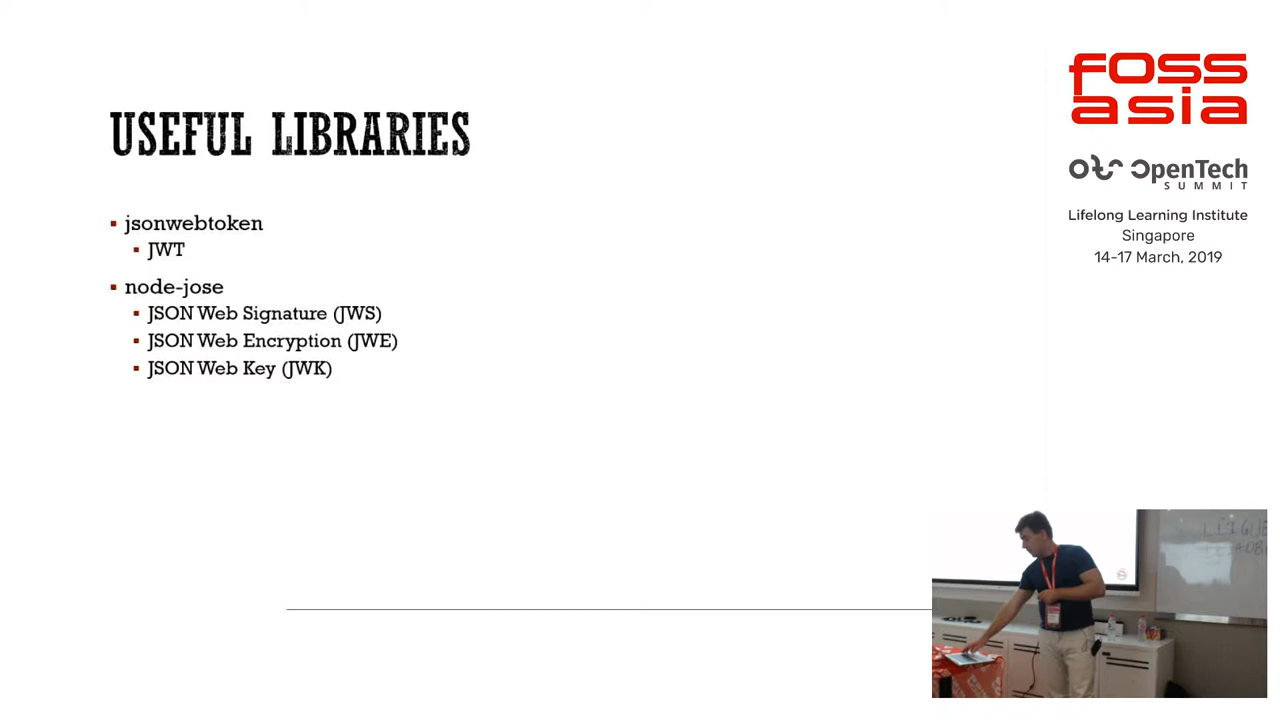 USEFUL LIBRARIES
jsonwebtoken
JWT
node-jose
JSON Web Signature (JWS)
JSON Web Encryption (JWE)
JSON Web Key (JWK)
foss
asia
OpenTech
SUMMIT
Lifelong Learning Institute
Singapore
14-17 March, 2019